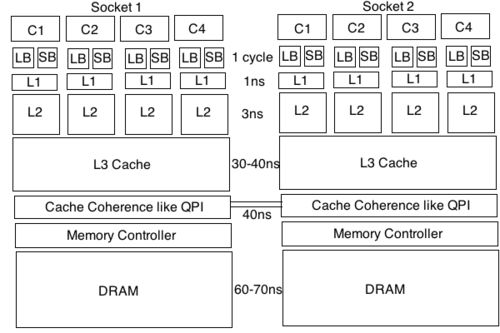 Socket 1 Socket 2
C1 C2 C3 C4 C1 C2 C3 C4
LB SB LB SB LB SB LB SB 1 cycle LB SB LB SB LB SB LB SB
L1 L1 L1 L1 1ns L1 L1 L1 L1
L2 L2 L2 L2 3ns L2 L2 L2 L2
L3 Cache 30-40ns L3 Cache
Cache Coherence like QPI Cache Coherence like QPI
40ns
Memory Controller Memory Controller
DRAM 60-70ns DRAM